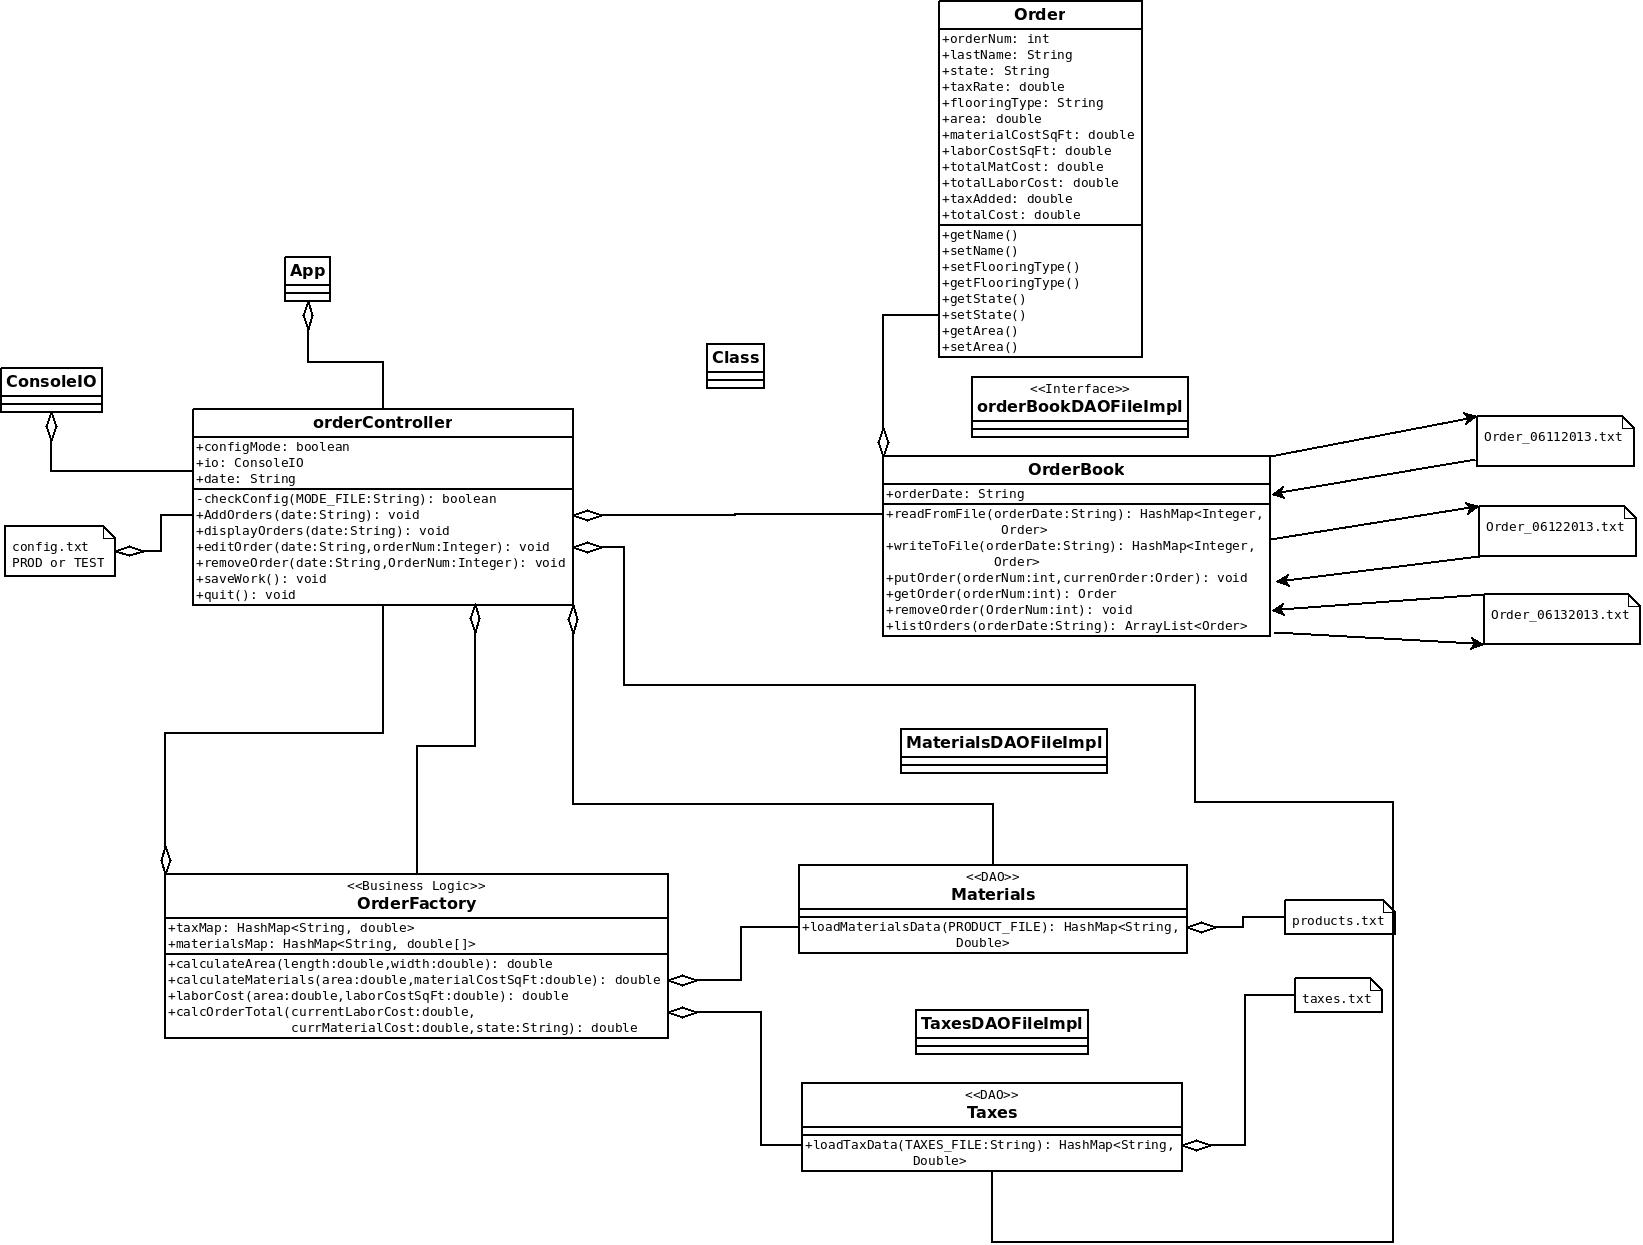 Order
+orderNum: int
+lastName: String
+state: String
+taxRate: double
+flooringType: String
+area: double
+materialCostSqFt: double
+laborCostSqFt: double
+totalMatCost: double
+totalLaborCost: double
+taxAdded: double
+totalCost: double
+getName()
+setName()
+setFlooringType()
+getFlooringType()
+getState()
+setState()
+getArea()
+setArea()
App
Class
ConsoleIO
orderController
+configMode: boolean
+io: ConsoleIO
+date: String
-checkConfig(MODE_FILE:String): boolean
+AddOrders(date:String): void
+displayOrders(date:String): void
+editOrder(date:String,orderNum:Integer): void
+removeOrder(date:String,OrderNum:Integer): void
+saveWork(): void
+quit(): void
config.txt
PROD or TEST
<<Interface>>
orderBookDAOFileImpl
OrderBook
+orderDate: String
+readFromFile(orderDate:String): HashMap<Integer,
Order>
+writeToFile(orderDate:String): HashMap<Integer,
Order>
+putOrder(orderNum:int,currenOrder:Order): void
+getOrder(orderNum:int): Order
+removeOrder(OrderNum:int): void
+listOrders(orderDate:String): ArrayList<Order>
Order_06112013.txt
Order_06122013.txt
Order_06132013.txt
MaterialsDAOFileImpl
<<Business Logic>>
OrderFactory
+taxMap: HashMap<String, double>
+materialsMap: HashMap<String, double[]>
+calculateArea(length:double,width:double): double
+calculateMaterials(area:double,materialCostSqFt:double): double
+laborCost(area:double,laborCostSqFt:double): double
+calcOrderTotal(currentLaborCost:double,
currMaterialCost:double,state:String): double
<<DAO>>
Materials
+loadMaterialsData(PRODUCT_FILE): HashMap<String,
Double>
products.txt
taxes.txt
TaxesDAOFileImpl
<<DAO>>
Taxes
+loadTaxData(TAXES_FILE:String): HashMap<String,
Double>